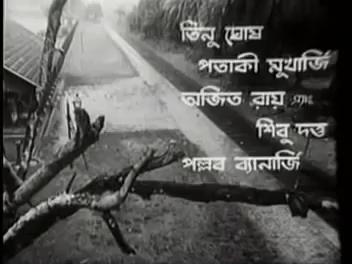 তিনু ঘোষ
পতাকী মুখার্জি
অজিত রায়
শিবু দত্ত
পল্লব ব্যানার্জি